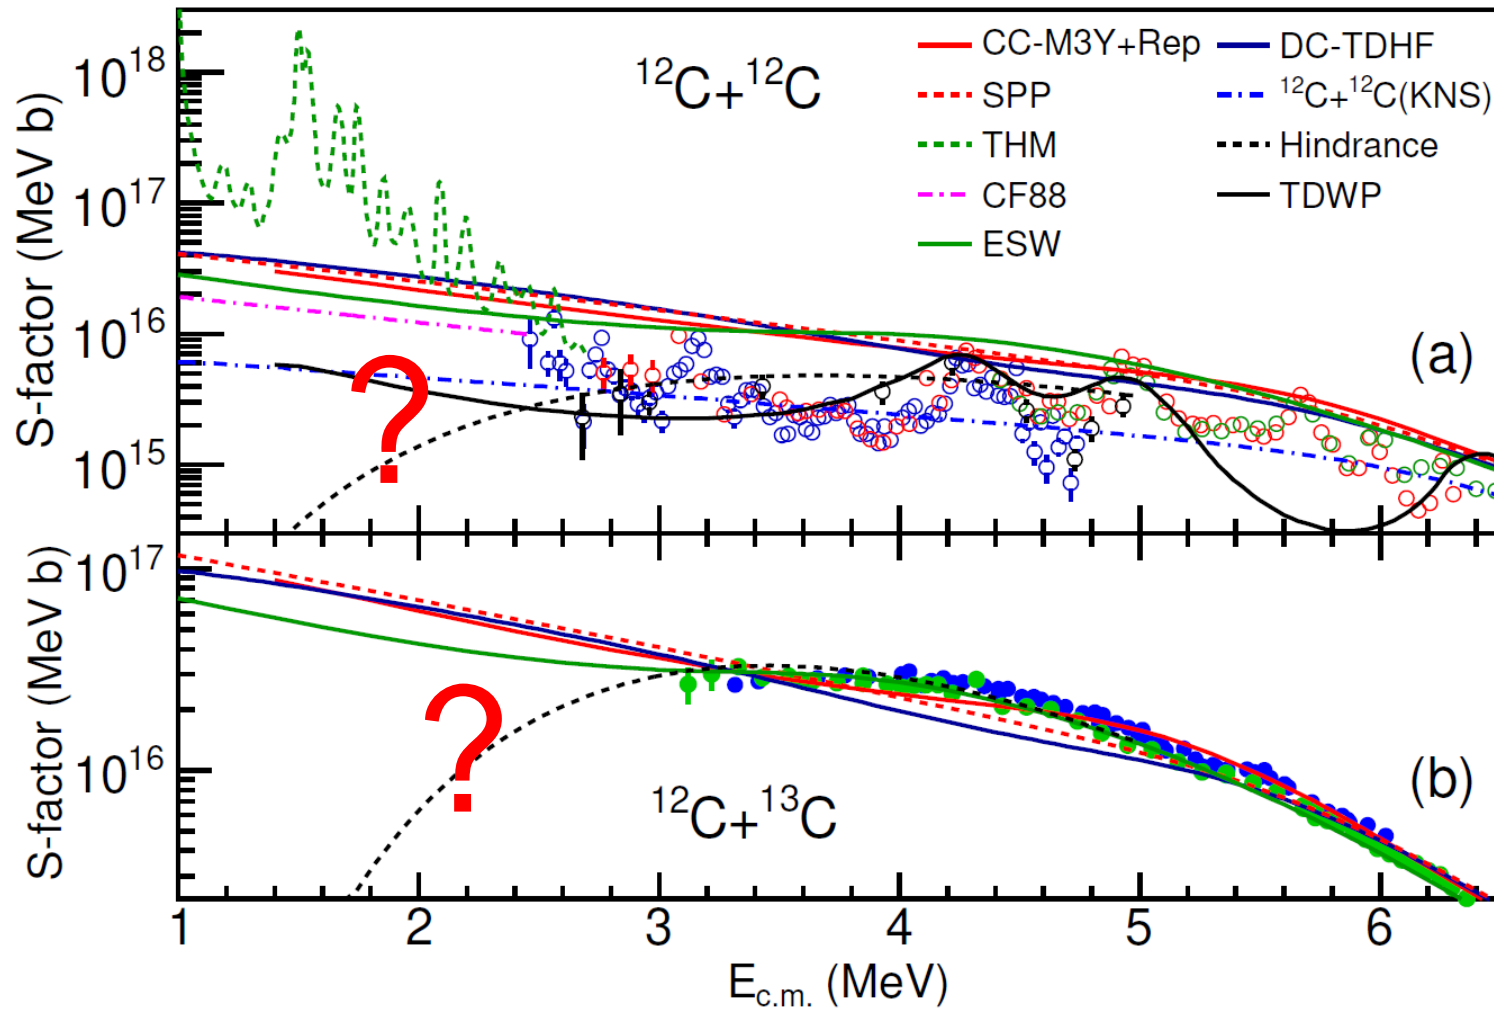 S-factor (MeV b)
10^18
10^17
10^16
10^15
^12C+^12C
CC-M3Y+Rep
SPP
THM
CF88
ESW
DC-TDHF
^12C+^12C(KNS)
Hindrance
TDWP
?
(a)
S-factor (MeV b)
10^17
10^16
?
^12C+^13C
(b)
1 2 3 4 5 6
E_c.m. (MeV)